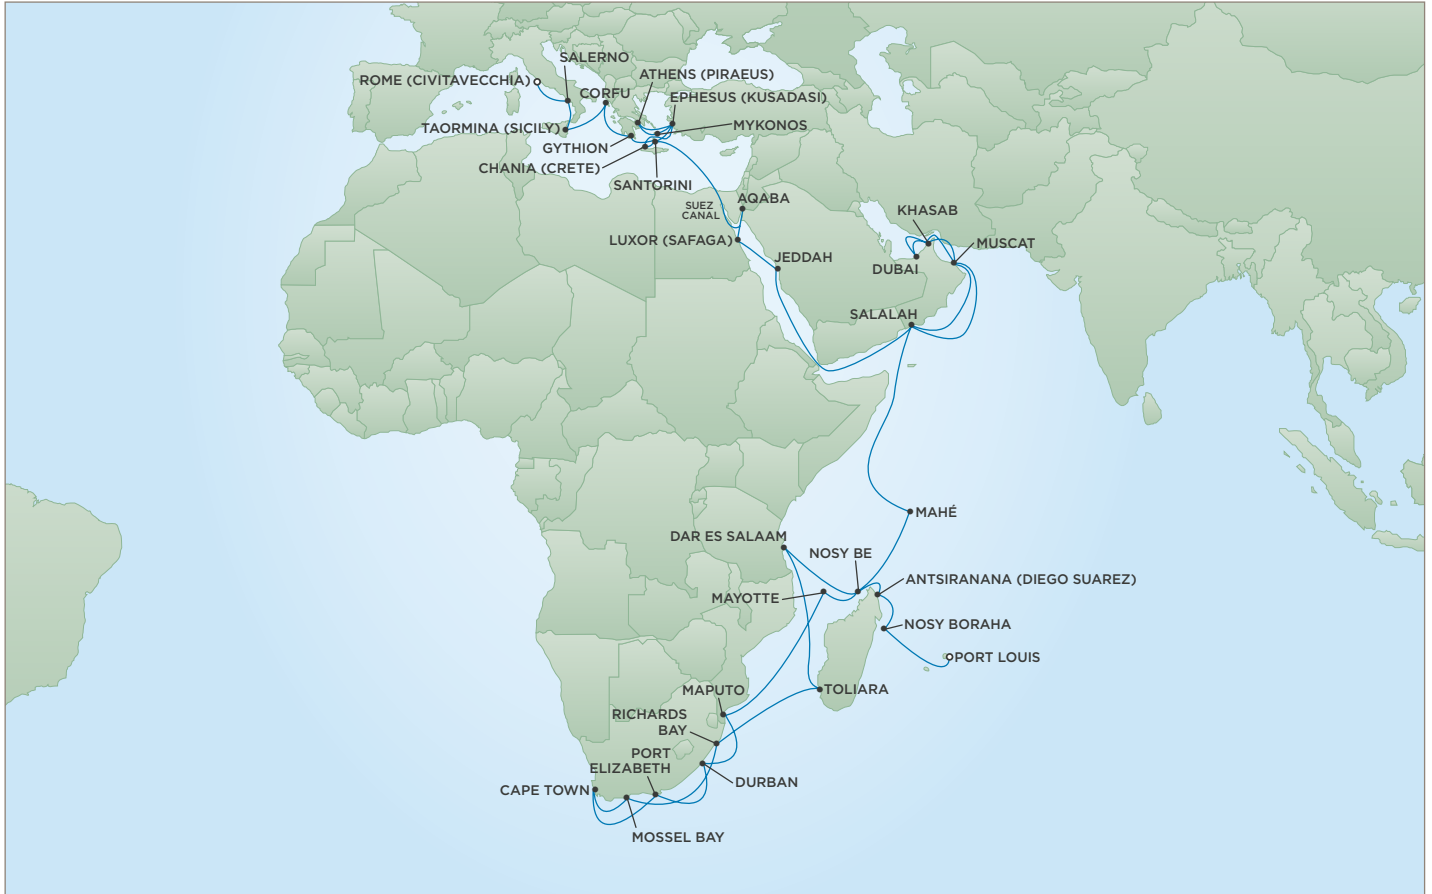 SALERNO
ROME (CIVITAVECCHIA)
ATHENS (PIRAEUS)
CORFU
EPHESUS (KUSADASI)
TAORMINA (SICILY)
MYKONOS
GYTHION
CHANIA (CRETE)
SANTORINI
AQABA
SUEZ
CANAL
KHASAB
LUXOR (SAFAGA)
MUSCAT
JEDDAH
DUBAI
SALALAH
MAHÉ
DAR ES SALAAM
NOSY BE
ANTSIRANANA (DIEGO SUAREZ)
MAYOTTE
NOSY BORAHA
PORT LOUIS
MAPUTO
TOLIARA
RICHARDS
BAY
PORT
ELIZABETH
DURBAN
CAPE TOWN
MOSSEL BAY